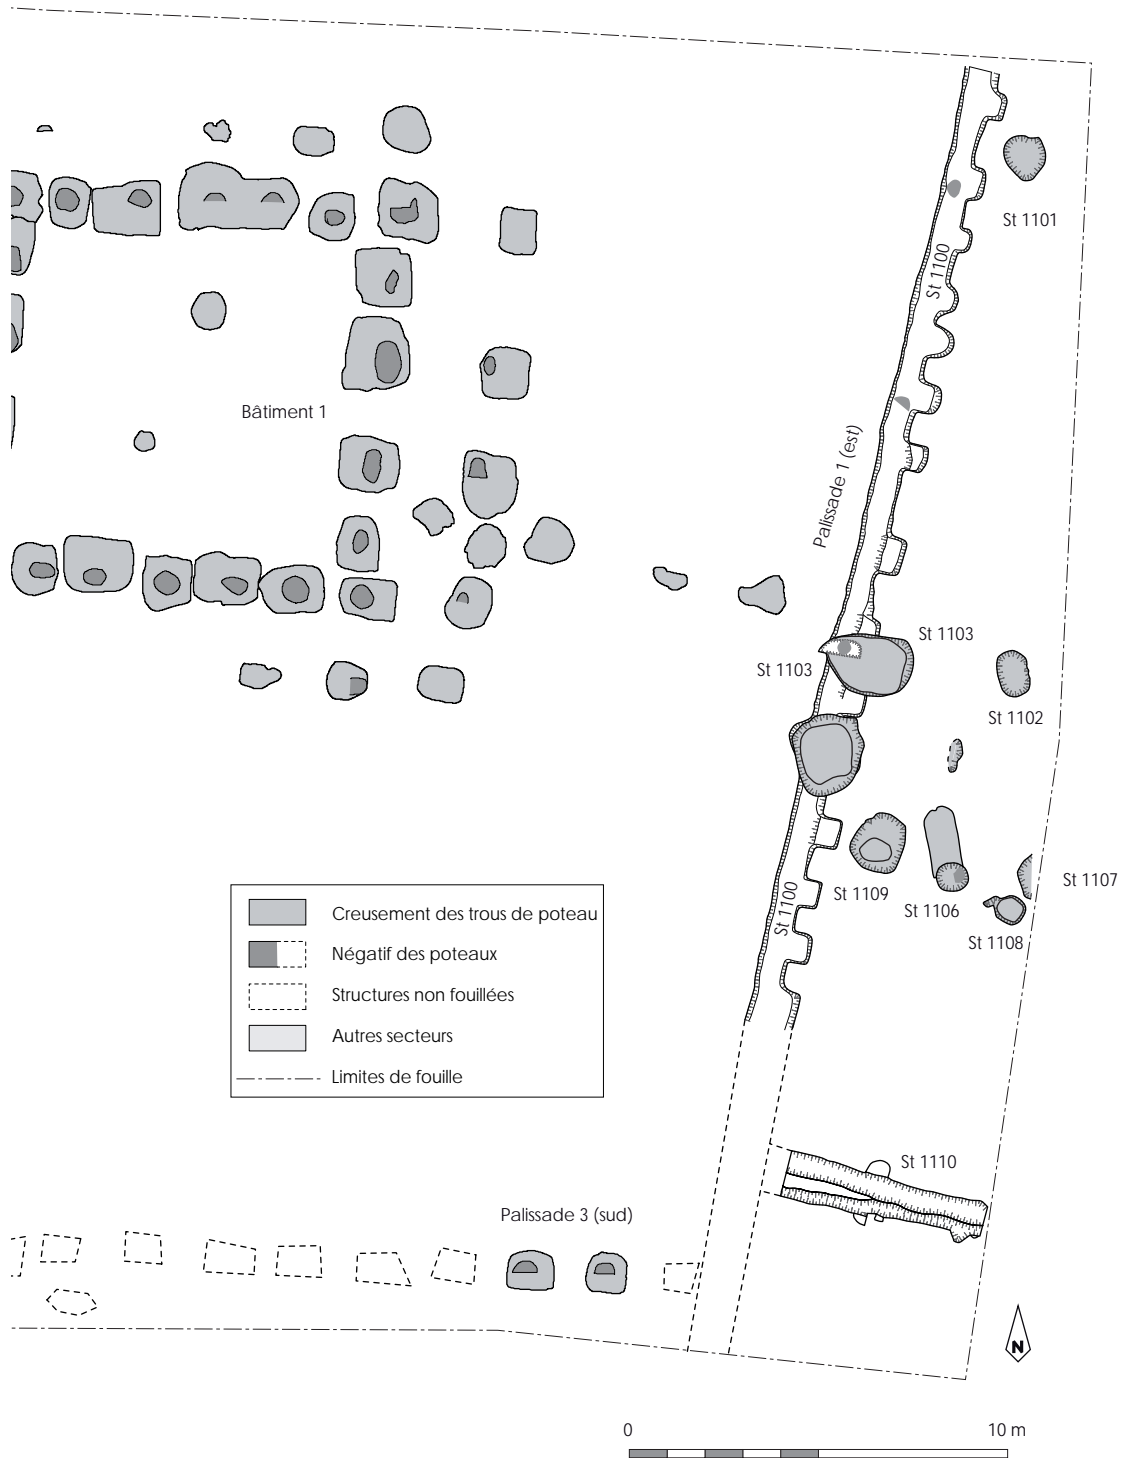 St 1101
St 1100
Bâtiment 1
Palissade 1 (est)
St 1103
St 1103
St 1102
St 1107
St 1109
St 1106
St 1108
St 1100
Creusement des trous de poteau
Négatif des poteaux
Structures non fouillées
Autres secteurs
Limites de fouille
St 1110
Palissade 3 (sud)
N
0 10 m